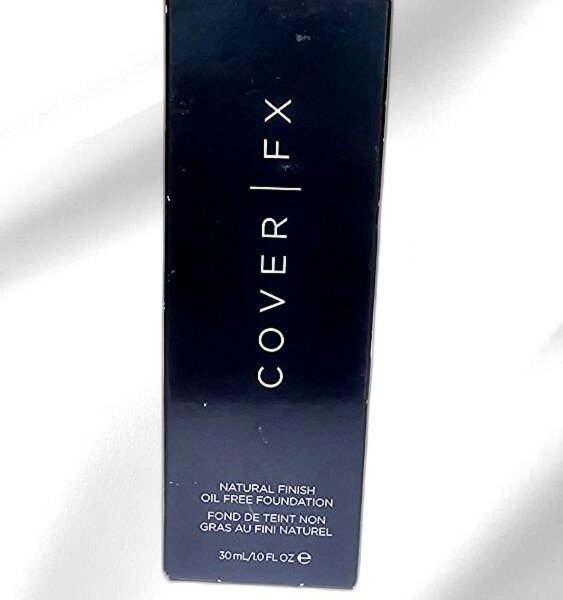 COVER | FX
NATURAL FINISH
OIL FREE FOUNDATION
FOND DE TEINT NON
GRAS AU FINI NATUREL
30 mL/1.0 FL OZ ℮